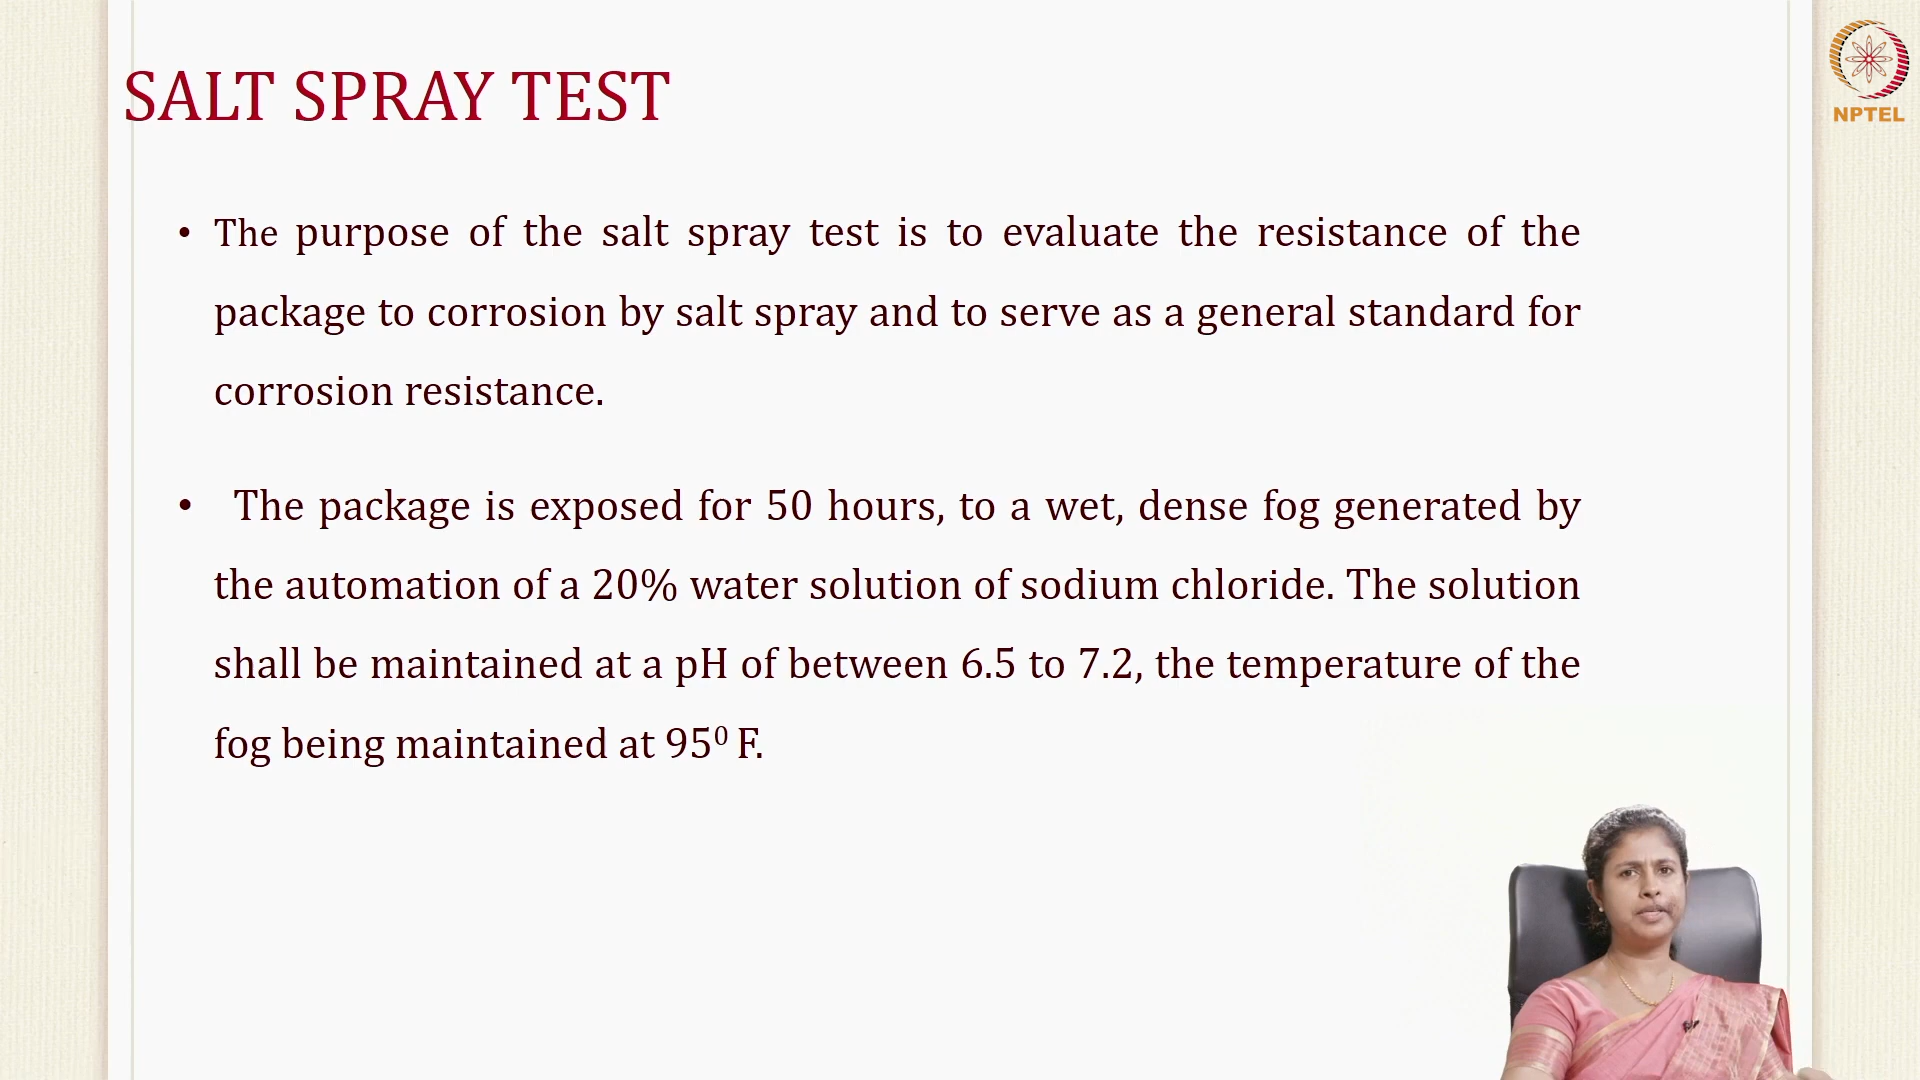 SALT SPRAY TEST
NPTEL
• The purpose of the salt spray test is to evaluate the resistance of the
package to corrosion by salt spray and to serve as a general standard for
corrosion resistance.
• The package is exposed for 50 hours, to a wet, dense fog generated by
the automation of a 20% water solution of sodium chloride. The solution
shall be maintained at a pH of between 6.5 to 7.2, the temperature of the
fog being maintained at 95⁰ F.